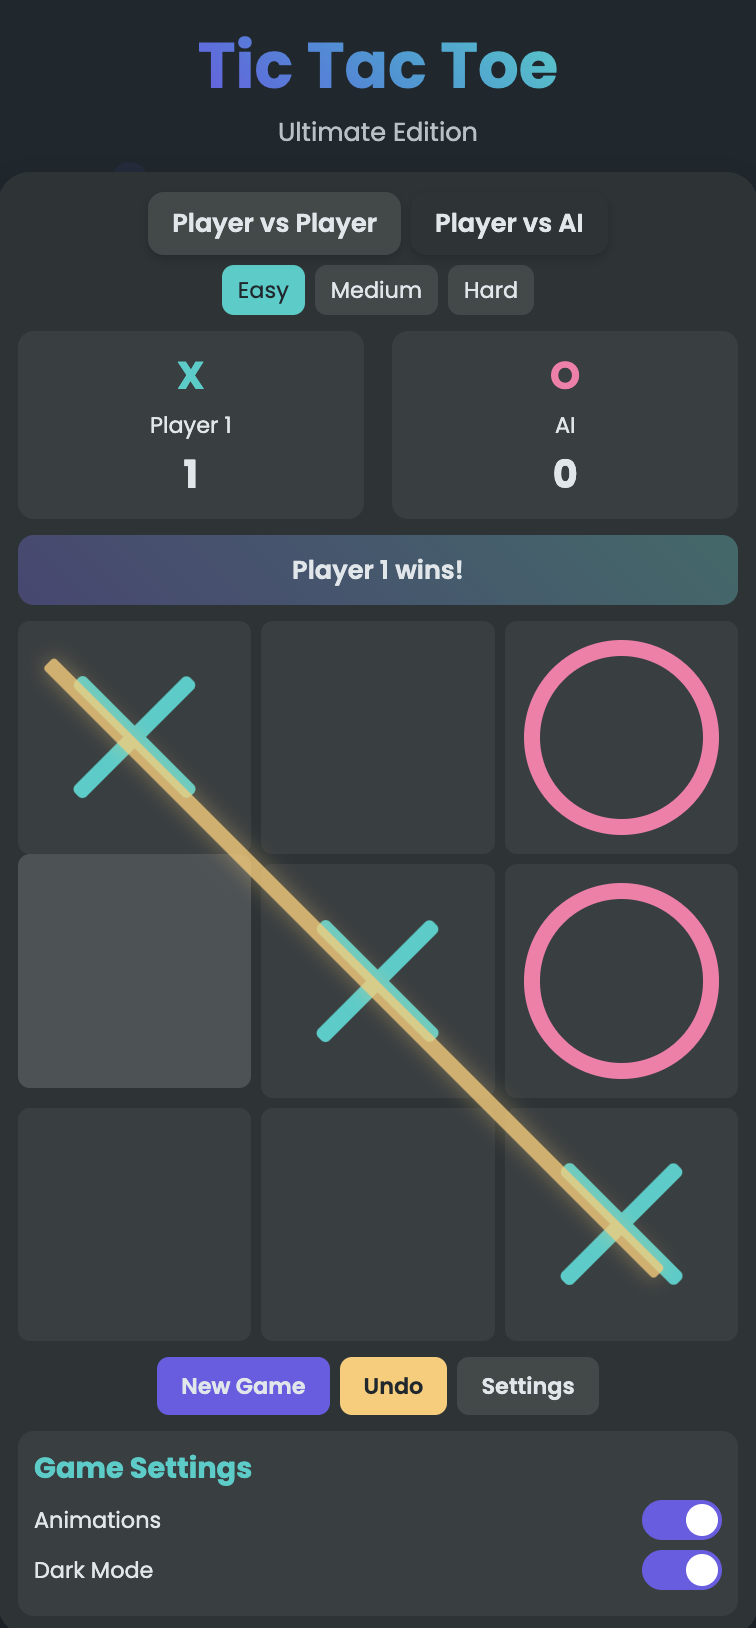 Tic Tac Toe
Ultimate Edition
Player vs Player Player vs AI
Easy Medium Hard
X O
Player 1 AI
1 0
Player 1 wins!
New Game Undo Settings
Game Settings
Animations
Dark Mode